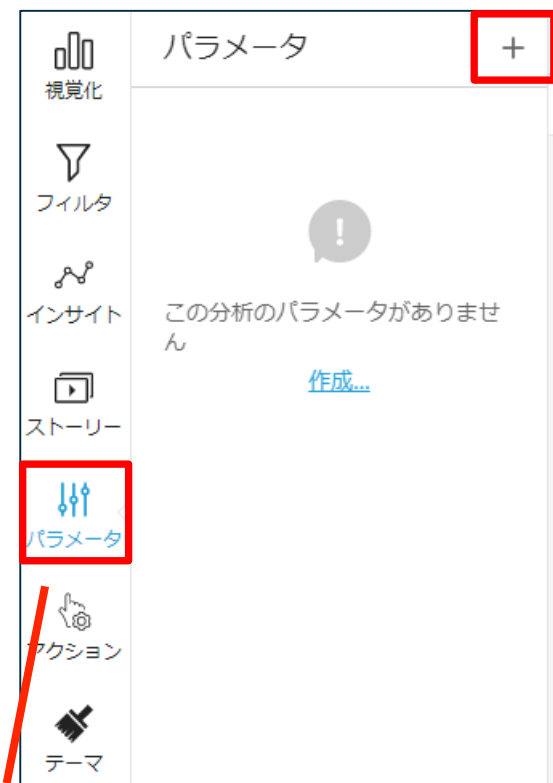 視覚化
フィルタ
インサイト
ストーリー
パラメータ
アクション
テーマ
パラメータ
この分析のパラメータがありませ
ん
作成...